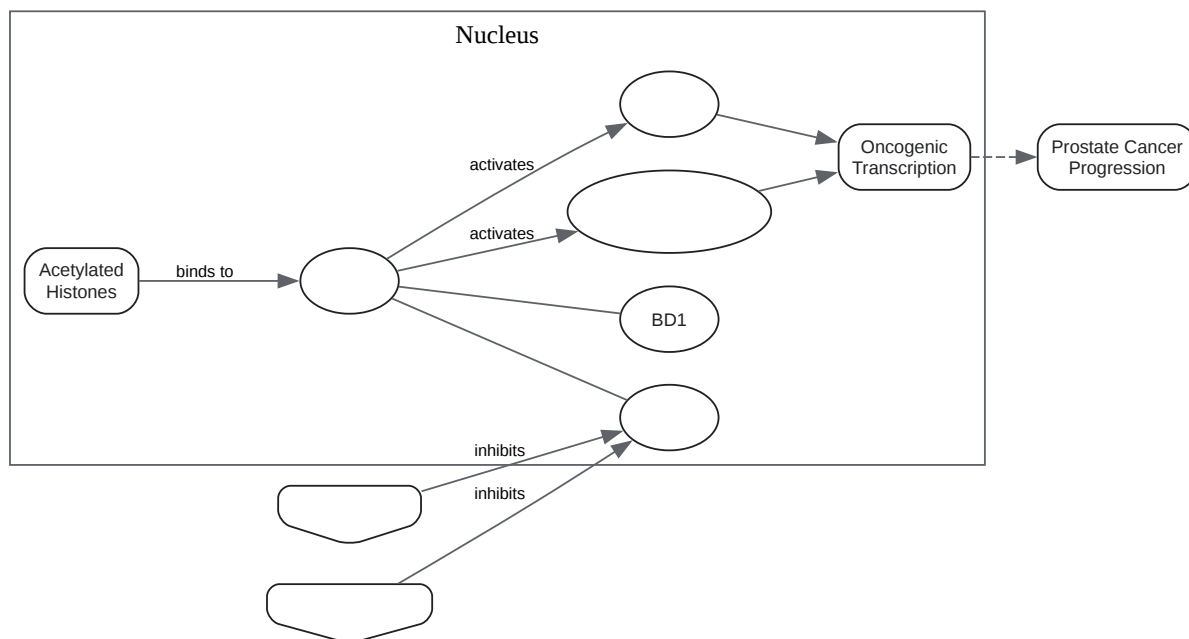 Nucleus
activates
Oncogenic
Transcription
Prostate Cancer
Progression
activates
Acetylated
Histones
binds to
BD1
inhibits
inhibits